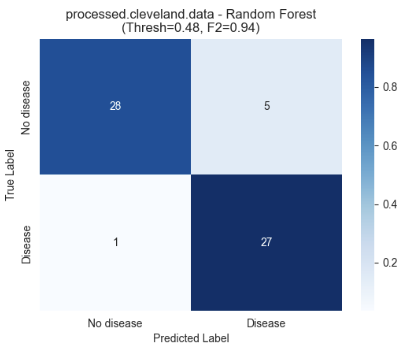 processed.cleveland.data - Random Forest
(Thresh=0.48, F2=0.94)
True Label
No disease
Disease
28
5
1
27
No disease
Disease
Predicted Label
0.8
0.6
0.4
0.2